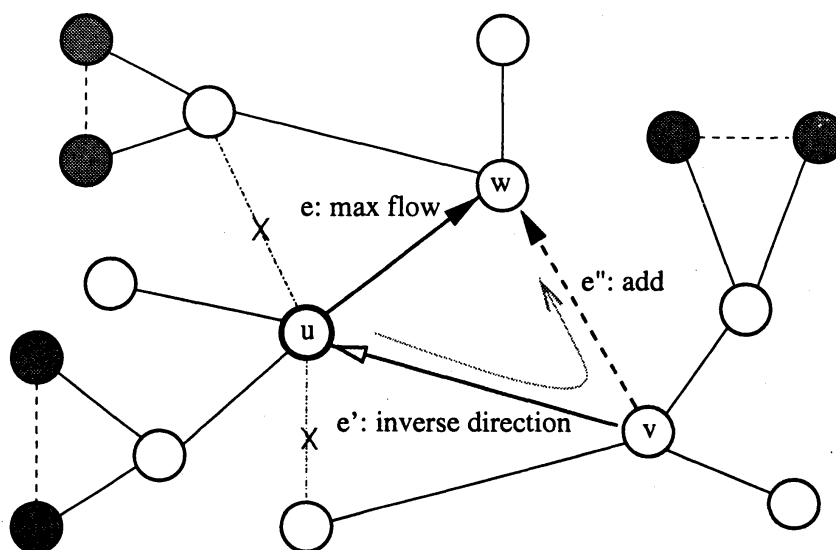 w
e: max flow
X
e": add
u
e': inverse direction
v
X